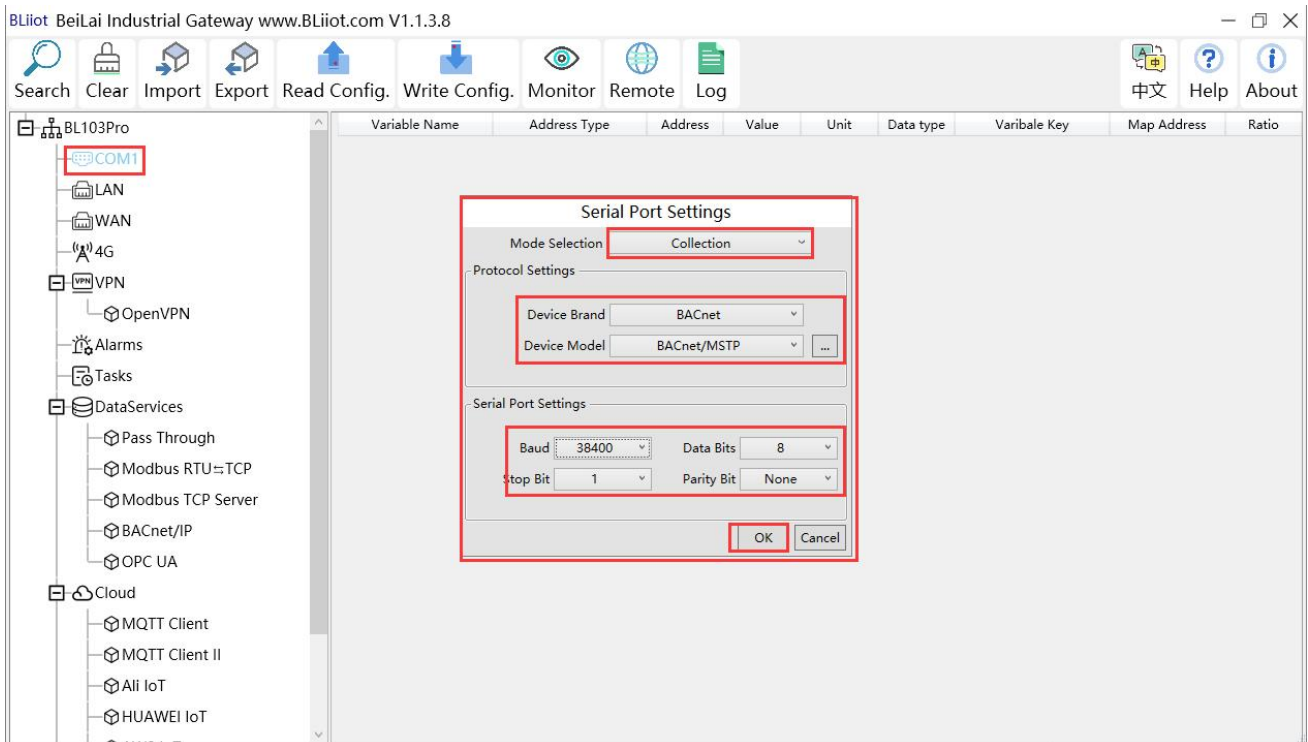 BLiiot BeiLai Industrial Gateway www.BLiiot.com V1.1.3.8
Search Clear Import Export Read Config. Write Config. Monitor Remote Log 中文 Help About
BL103Pro
COM1
LAN
WAN
4G
VPN VPN
OpenVPN
Alarms
Tasks
DataServices
Pass Through
Modbus RTU⇆TCP
Modbus TCP Server
BACnet/IP
OPC UA
Cloud
MQTT Client
MQTT Client II
Ali IoT
HUAWEI IoT
Variable Name Address Type Address Value Unit Data type Varibale Key Map Address Ratio
Serial Port Settings
Mode Selection Collection
Protocol Settings
Device Brand BACnet
Device Model BACnet/MSTP ...
Serial Port Settings
Baud 38400 Data Bits 8
Stop Bit 1 Parity Bit None
OK Cancel